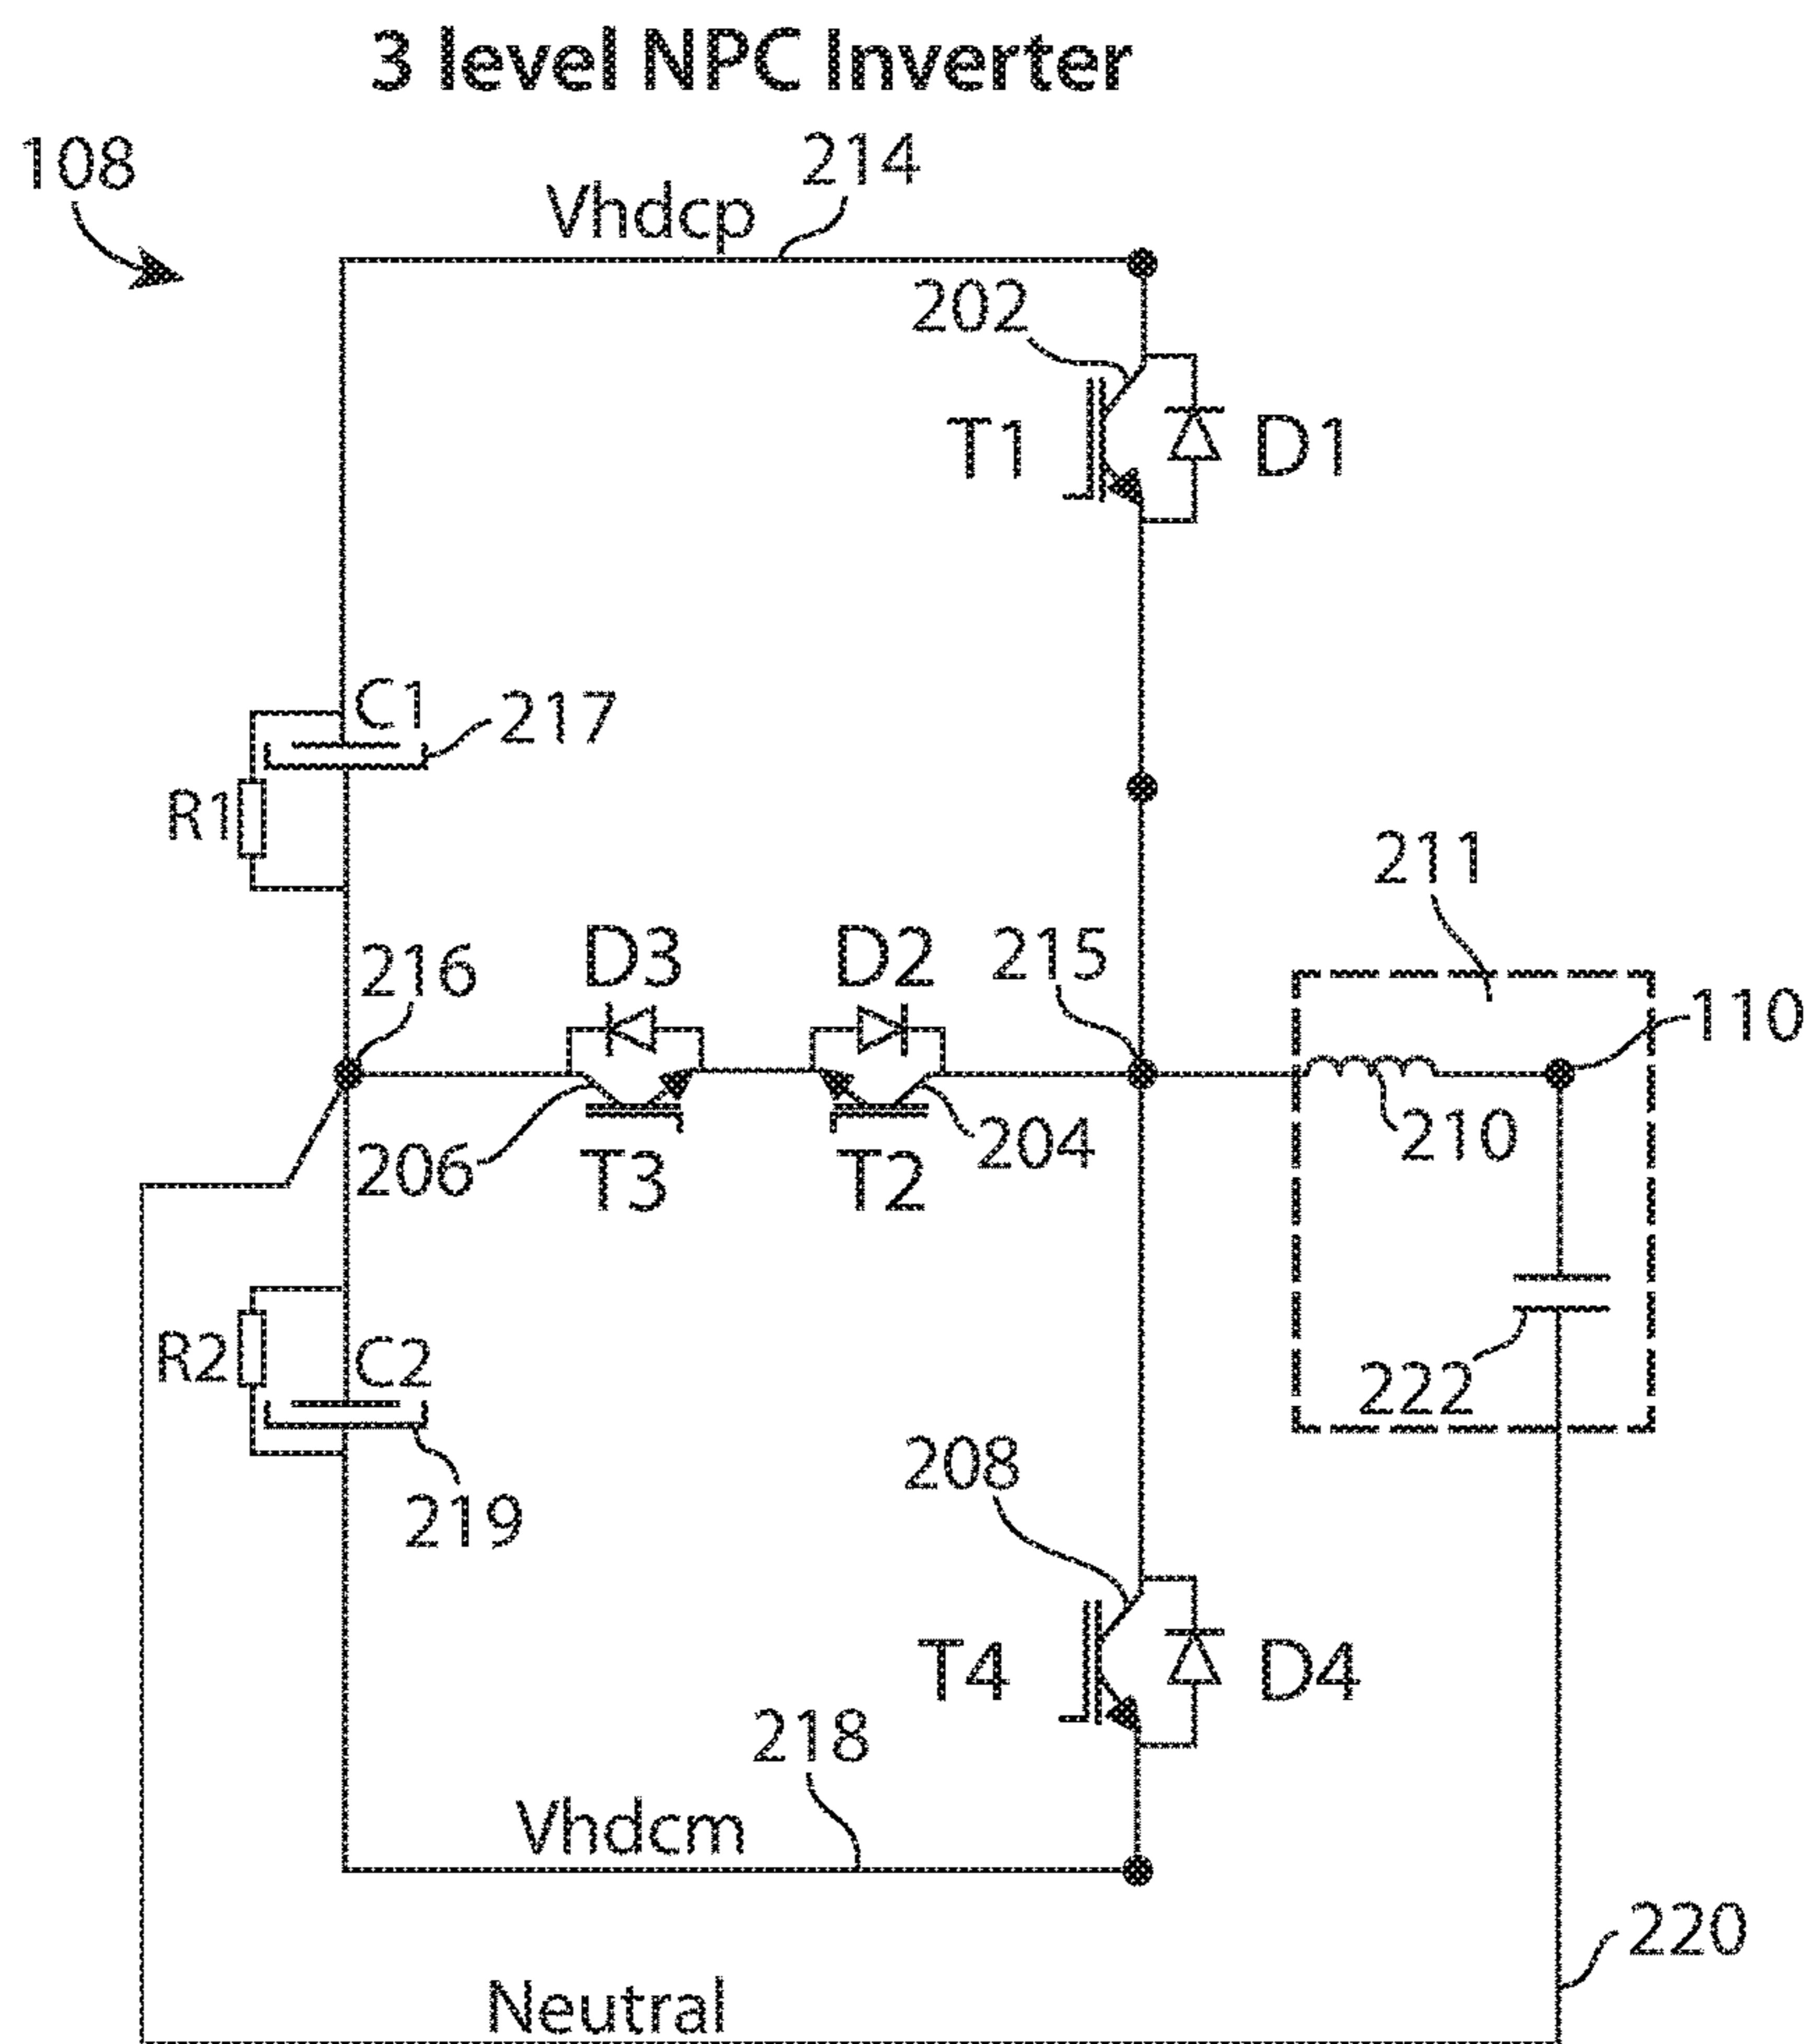 3 level NPC Inverter
108
214
Vhdcp
202
T1
D1
C1
217
R1
211
216
D3
D2
215
110
206
T3
T2
204
210
R2
C2
222
219
208
T4
D4
218
Vhdcm
220
Neutral